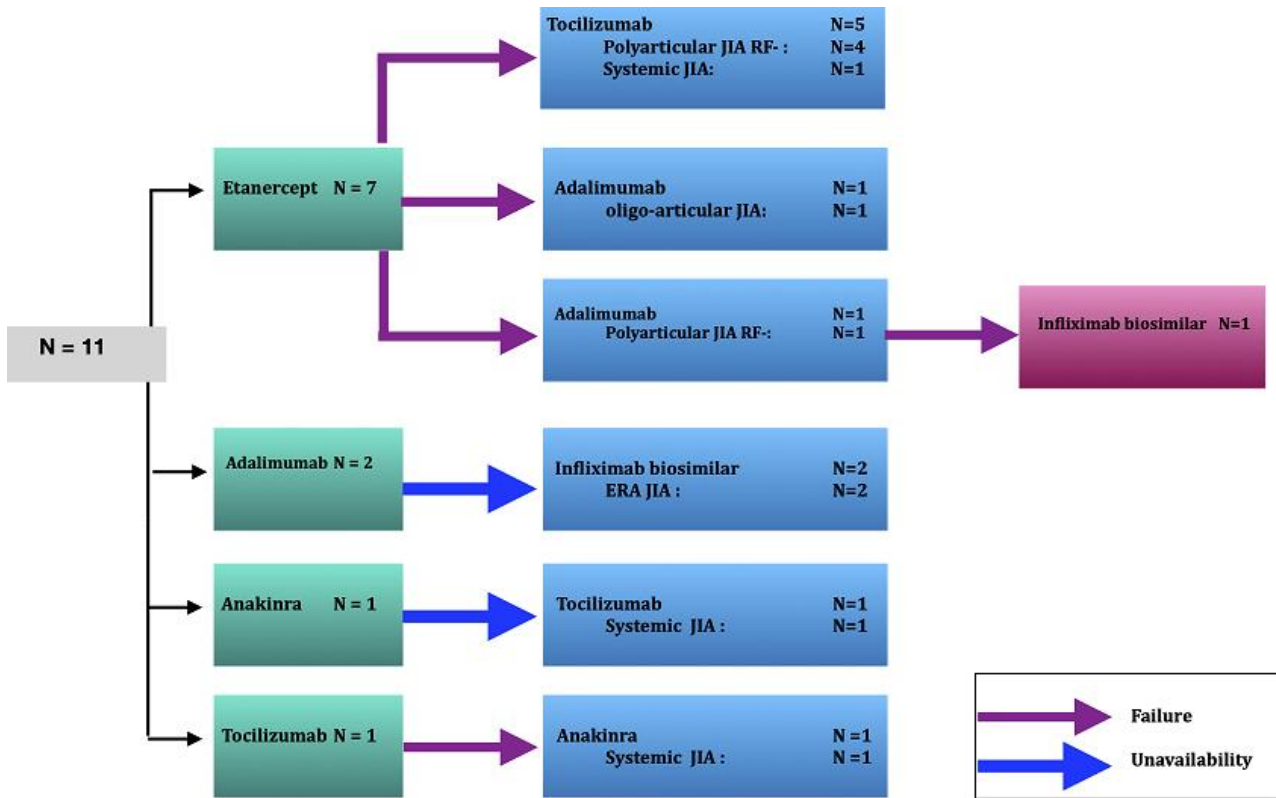 Tocilizumab N=5
Polyarticular JIA RF- : N=4
Systemic JIA: N=1
Etanercept N = 7
Adalimumab N=1
oligo-articular JIA: N=1
Adalimumab N=1
Polyarticular JIA RF-: N=1
Infliximab biosimilar N=1
N = 11
Adalimumab N = 2
Infliximab biosimilar N=2
ERA JIA : N=2
Anakinra N = 1
Tocilizumab N=1
Systemic JIA : N=1
Tocilizumab N = 1
Anakinra N =1
Systemic JIA : N =1
Failure
Unavailability